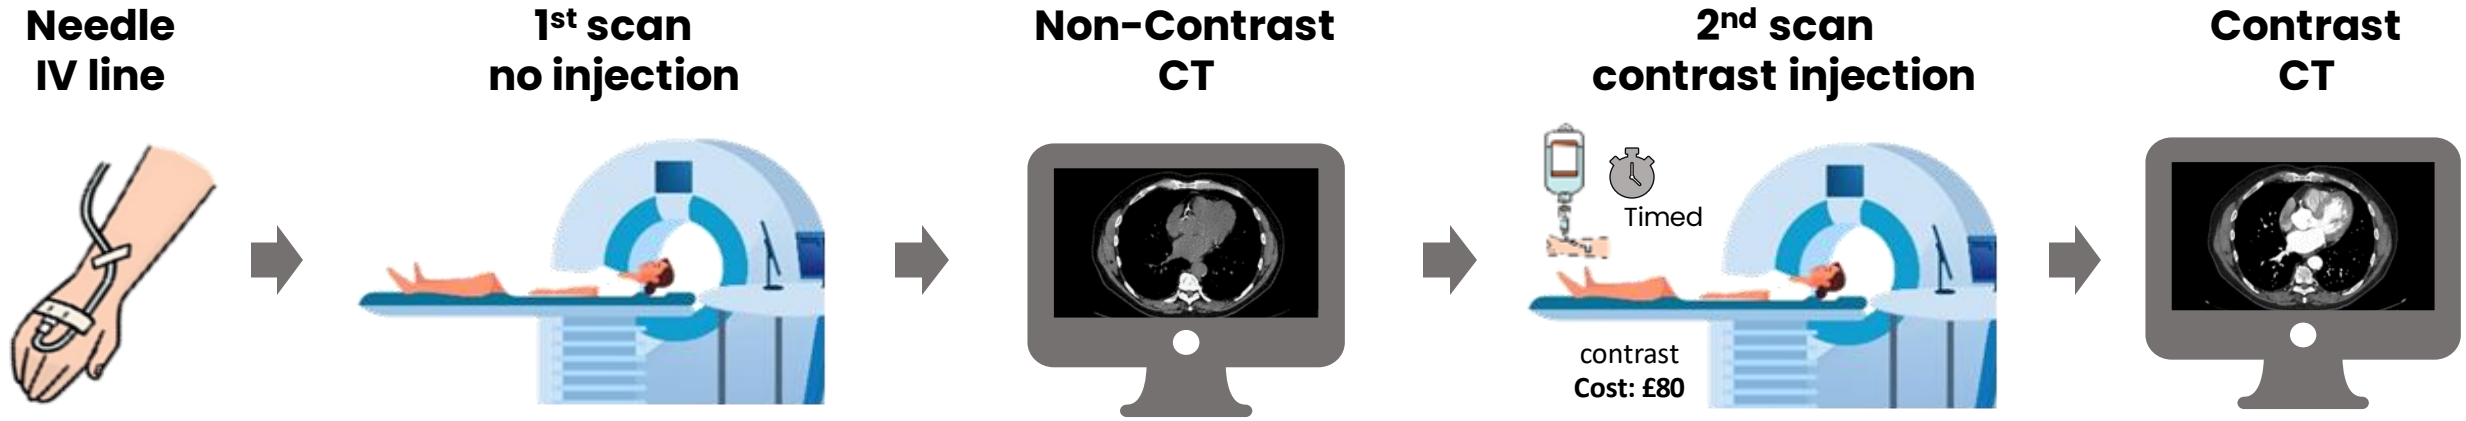 Needle
IV line
1st scan
no injection
Non-Contrast
CT
2nd scan
contrast injection
Timed
contrast
Cost: £80
Contrast
CT